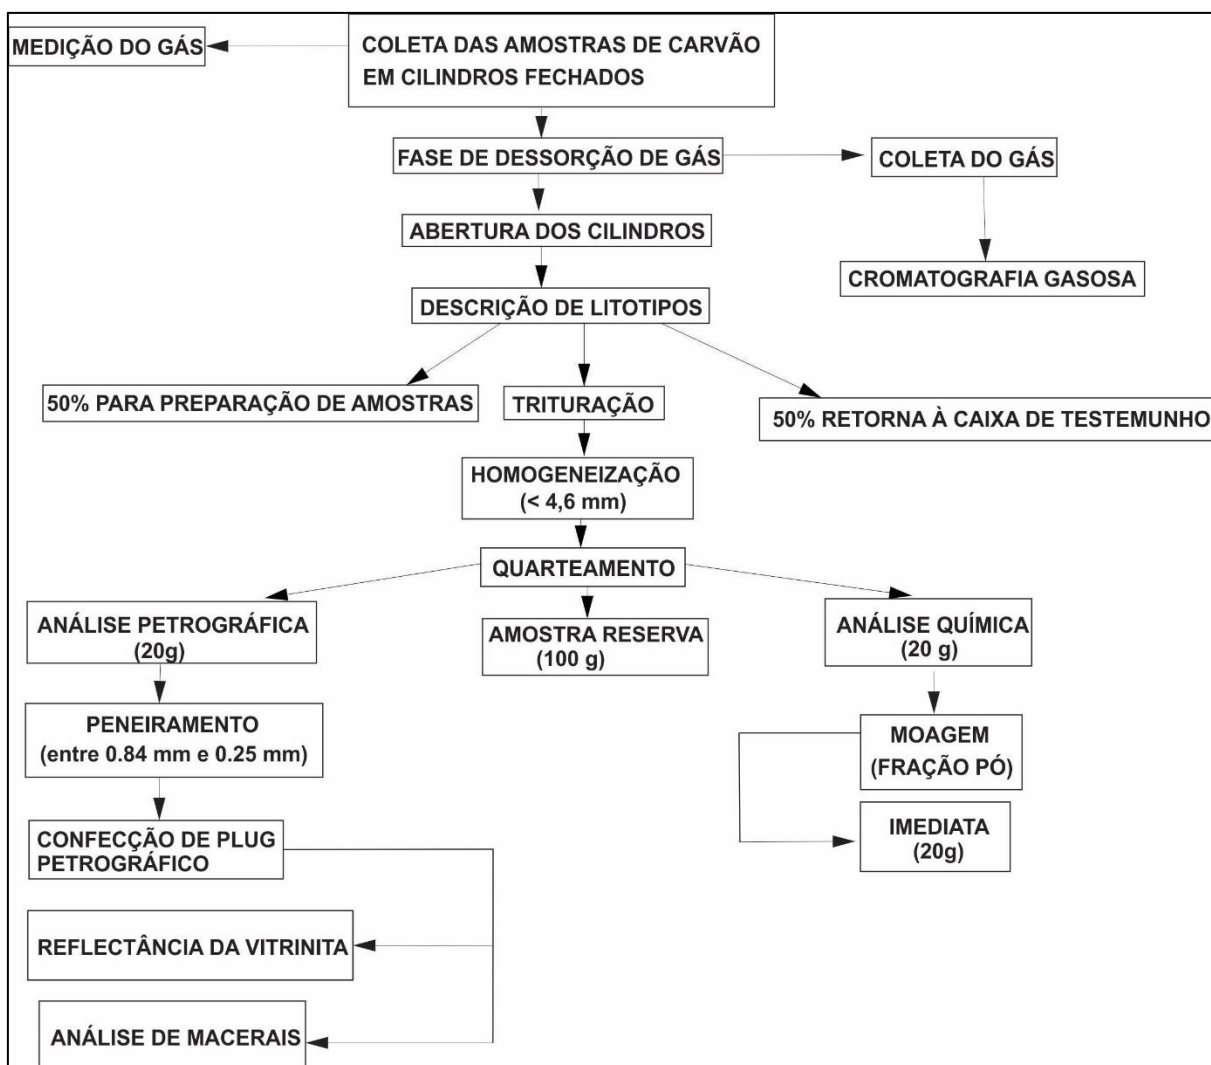 MEDIÇÃO DO GÁS
COLETA DAS AMOSTRAS DE CARVÃO
EM CILINDROS FECHADOS
FASE DE DESSORÇÃO DE GÁS
COLETA DO GÁS
ABERTURA DOS CILINDROS
CROMATOGRAFIA GASOSA
DESCRIÇÃO DE LITOTIPOS
50% PARA PREPARAÇÃO DE AMOSTRAS
TRITURAÇÃO
50% RETORNA À CAIXA DE TESTEMUNHO
HOMOGENEIZAÇÃO
(< 4,6 mm)
QUARTEAMENTO
ANÁLISE PETROGRÁFICA
(20g)
AMOSTRA RESERVA
(100 g)
ANÁLISE QUÍMICA
(20 g)
PENEIRAMENTO
(entre 0.84 mm e 0.25 mm)
MOAGEM
(FRAÇÃO PÓ)
CONFECÇÃO DE PLUG
PETROGRÁFICO
IMEDIATA
(20g)
REFLECTÂNCIA DA VITRINITA
ANÁLISE DE MACERAIS